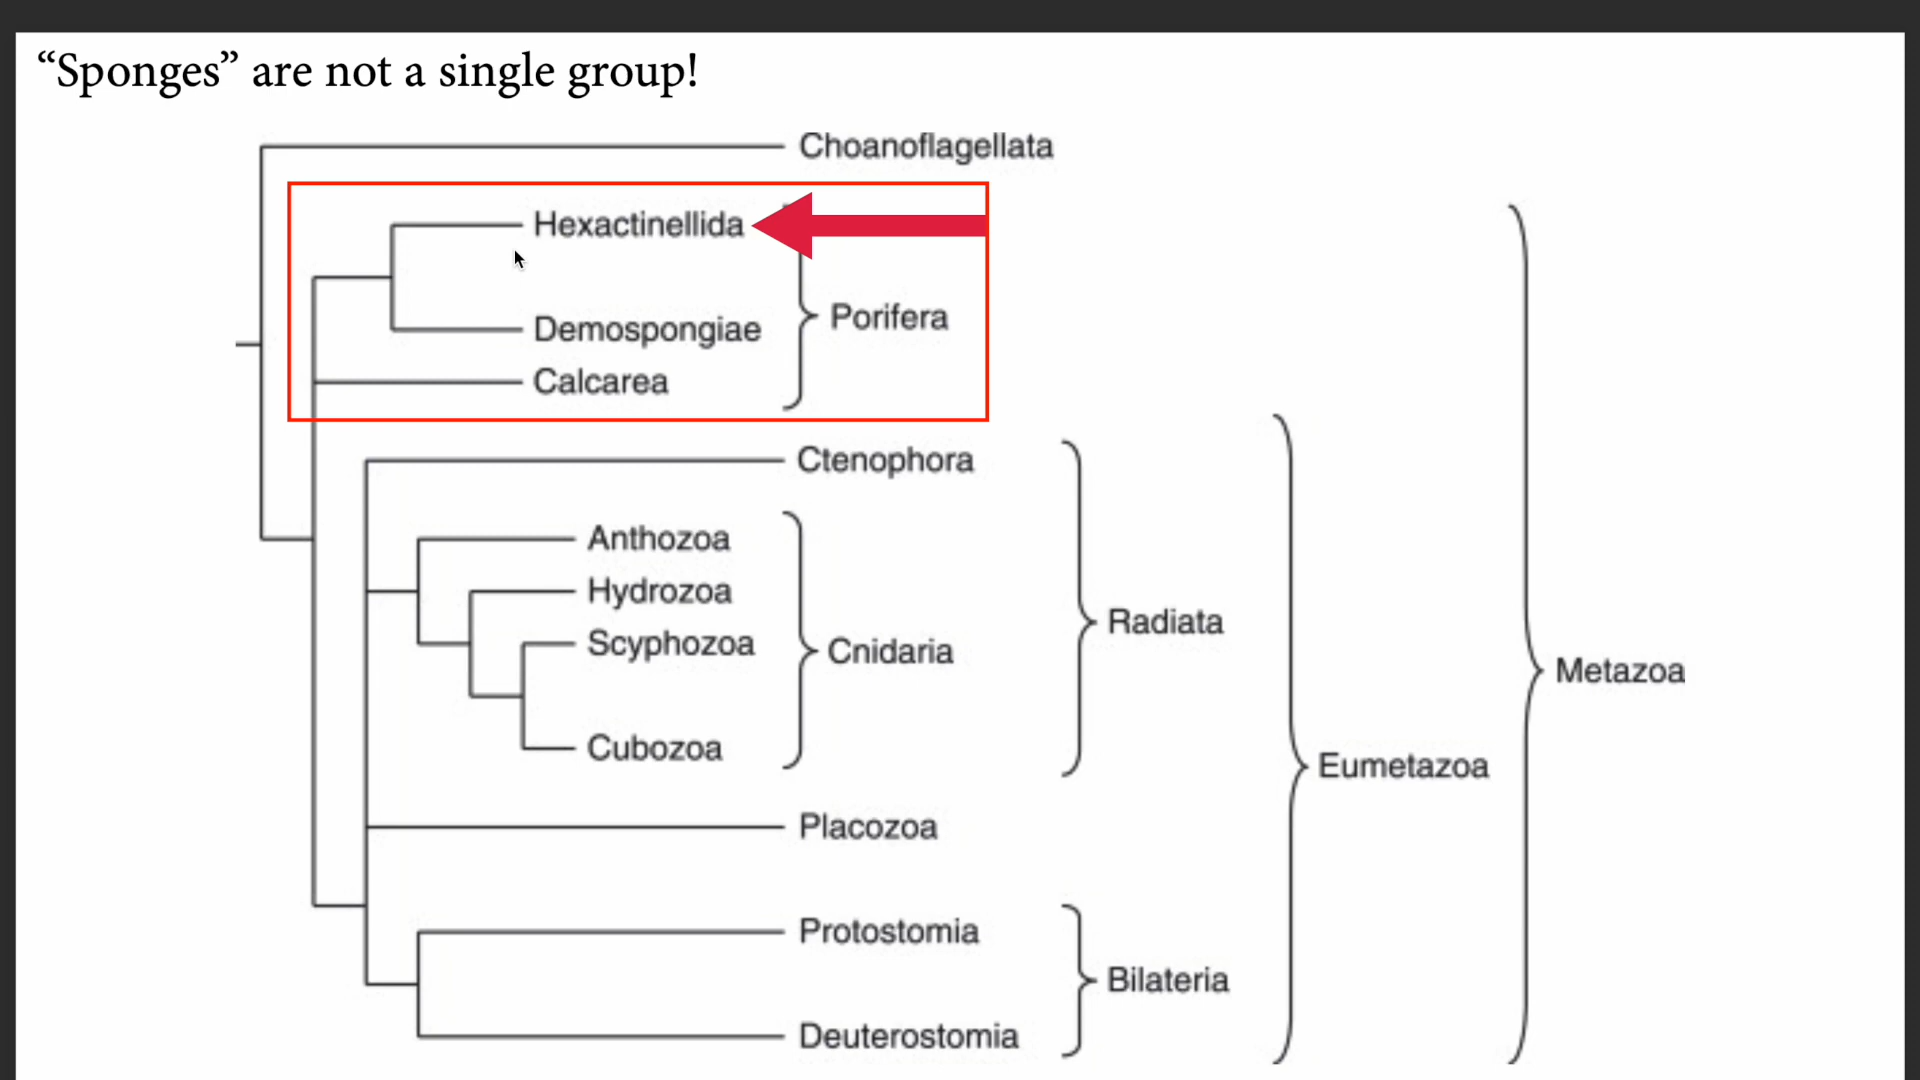 “Sponges” are not a single group!
Choanoflagellata
Hexactinellida
Porifera
Demospongiae
Calcarea
Ctenophora
Anthozoa
Hydrozoa
Scyphozoa
Cnidaria
Cubozoa
Radiata
Metazoa
Eumetazoa
Placozoa
Protostomia
Bilateria
Deuterostomia